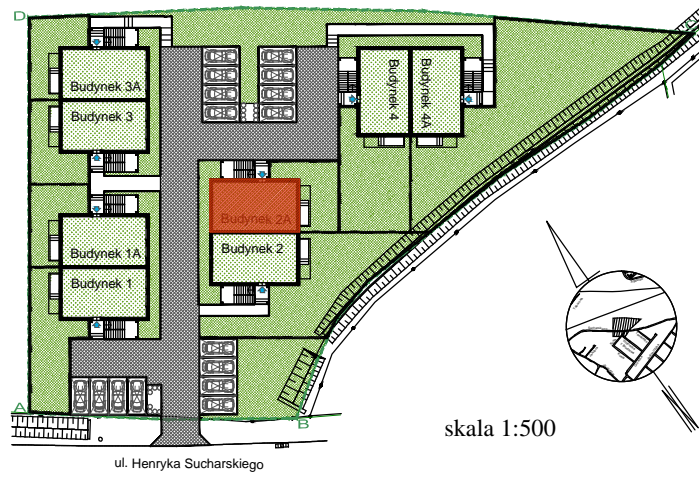 D
Budynek 3A
Budynek 3
Budynek 4
Budynek 4A
Budynek 2A
Budynek 2
Budynek 1A
Budynek 1
A
B
skala 1:500
ul. Henryka Sucharskiego